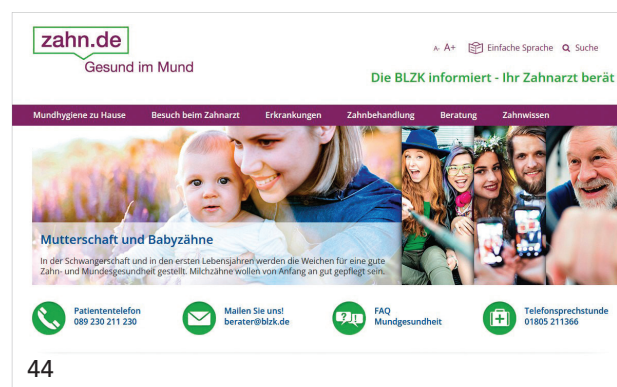 zahn.de
Gesund im Mund
A- A+ Einfache Sprache Suche
Die BLZK informiert - Ihr Zahnarzt berät
Mundhygiene zu Hause Besuch beim Zahnarzt Erkrankungen Zahnbehandlung Beratung Zahnwissen
Mutterschaft und Babyzähne
In der Schwangerschaft und in den ersten Lebensjahren werden die Weichen für eine gute
Zahn- und Mundesgesundheit gestellt. Milchzähne wollen von Anfang an gut gepflegt sein.
Patiententelefon
089 230 211 230
Mailen Sie uns!
berater@blzk.de
FAQ
Mundgesundheit
Telefonsprechstunde
01805 211366
44